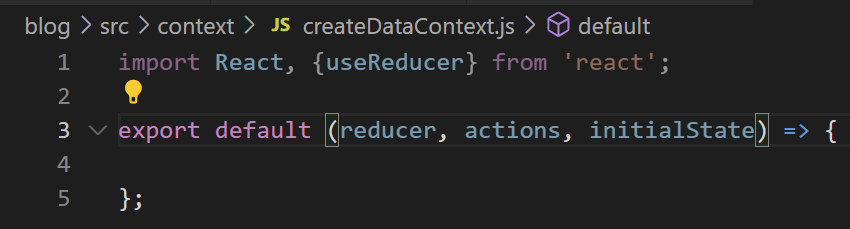 blog > src > context > JS createDataContext.js > default
1 import React, {useReducer} from 'react';
2
3 export default (reducer, actions, initialState) => {
4
5 };